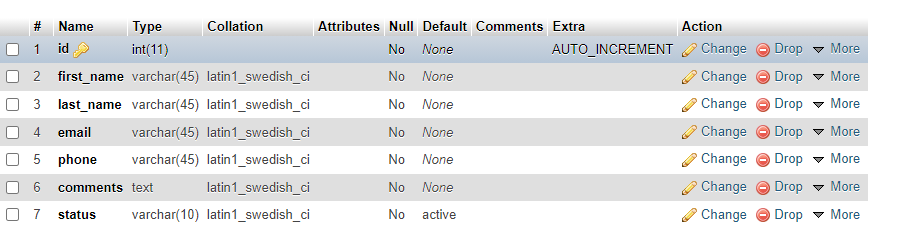 # Name Type Collation Attributes Null Default Comments Extra Action
1 id int(11) No None AUTO_INCREMENT Change Drop More
2 first_name varchar(45) latin1_swedish_ci No None Change Drop More
3 last_name varchar(45) latin1_swedish_ci No None Change Drop More
4 email varchar(45) latin1_swedish_ci No None Change Drop More
5 phone varchar(45) latin1_swedish_ci No None Change Drop More
6 comments text latin1_swedish_ci No None Change Drop More
7 status varchar(10) latin1_swedish_ci No active Change Drop More